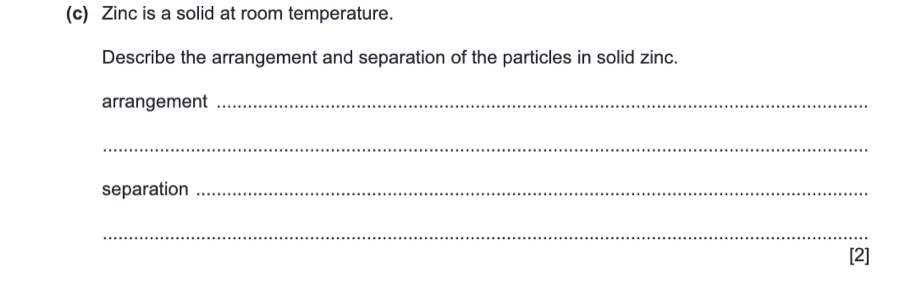 (c) Zinc is a solid at room temperature.
Describe the arrangement and separation of the particles in solid zinc.
arrangement ..........................................................................................................................
..........................................................................................................................................
separation ............................................................................................................................
..........................................................................................................................................
[2]